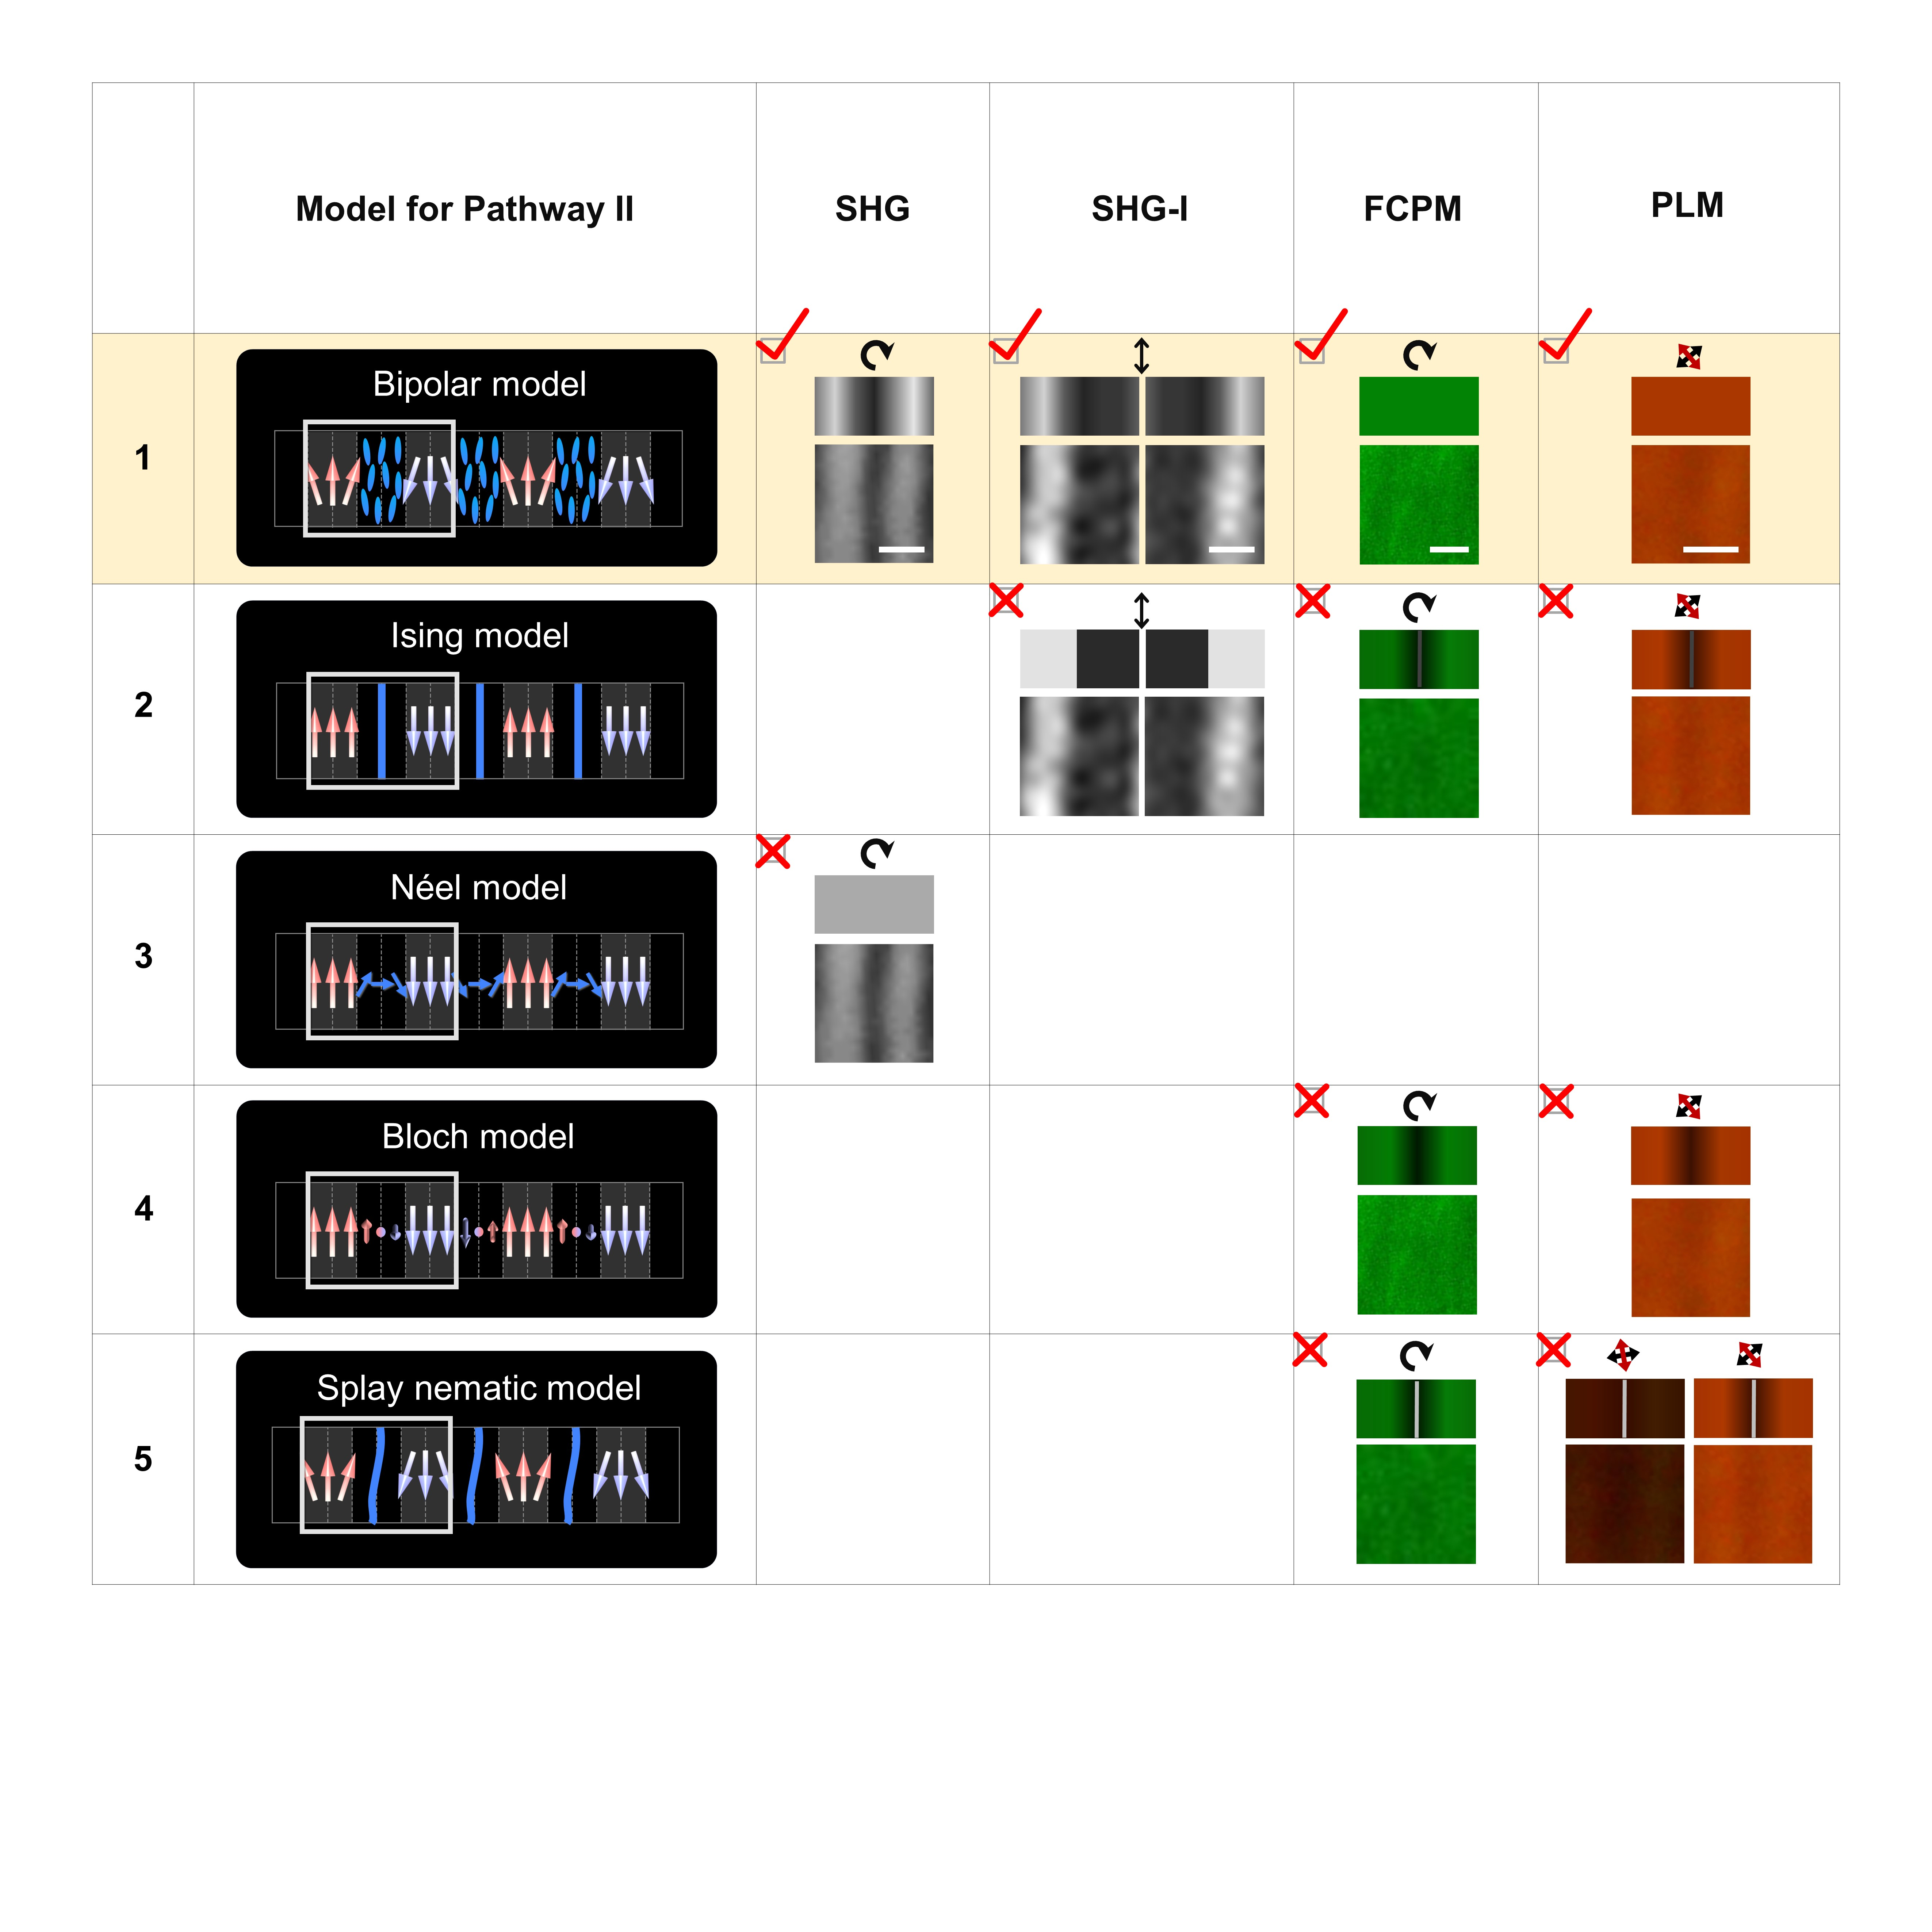 Model for Pathway II
SHG
SHG-I
FCPM
PLM
1
Bipolar model
2
Ising model
3
Néel model
4
Bloch model
5
Splay nematic model